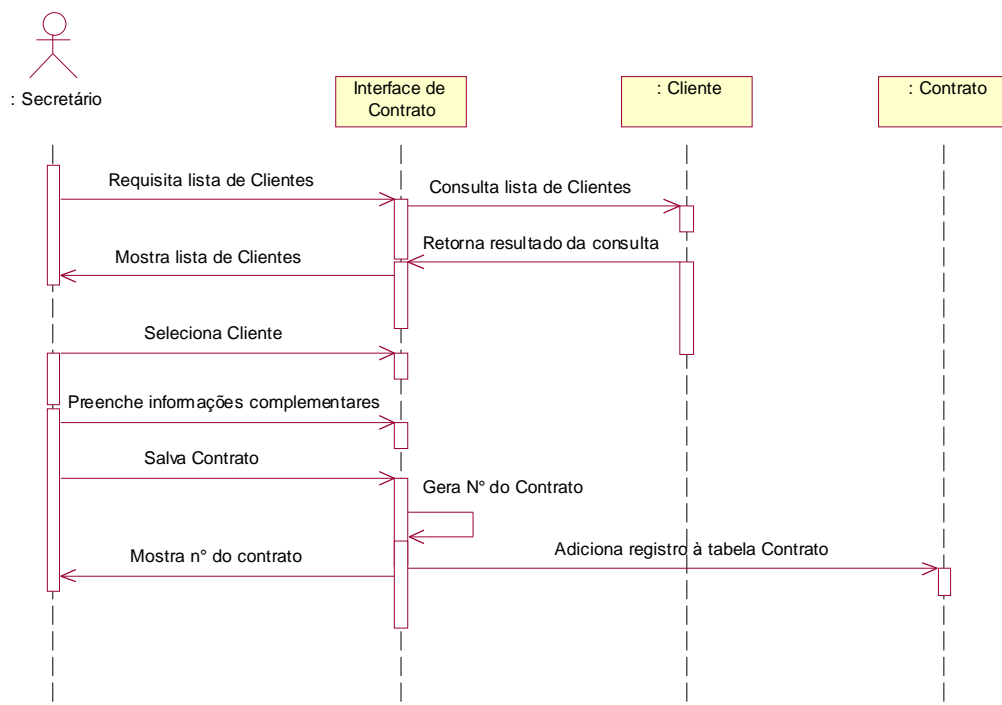 : Secretário
Interface de
Contrato
: Cliente
: Contrato
Requisita lista de Clientes
Consulta lista de Clientes
Retorna resultado da consulta
Mostra lista de Clientes
Seleciona Cliente
Preenche informações complementares
Salva Contrato
Gera N° do Contrato
Adiciona registro à tabela Contrato
Mostra n° do contrato